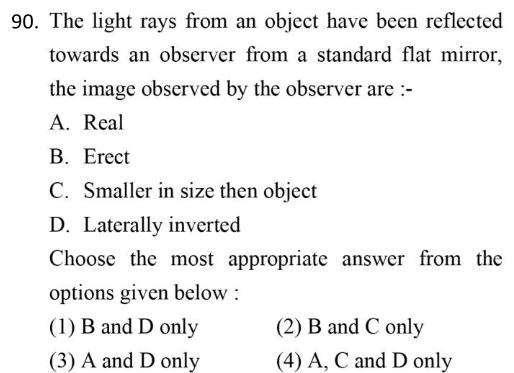 90. The light rays from an object have been reflected
towards an observer from a standard flat mirror,
the image observed by the observer are :-
A. Real
B. Erect
C. Smaller in size then object
D. Laterally inverted
Choose the most appropriate answer from the
options given below :
(1) B and D only (2) B and C only
(3) A and D only (4) A, C and D only